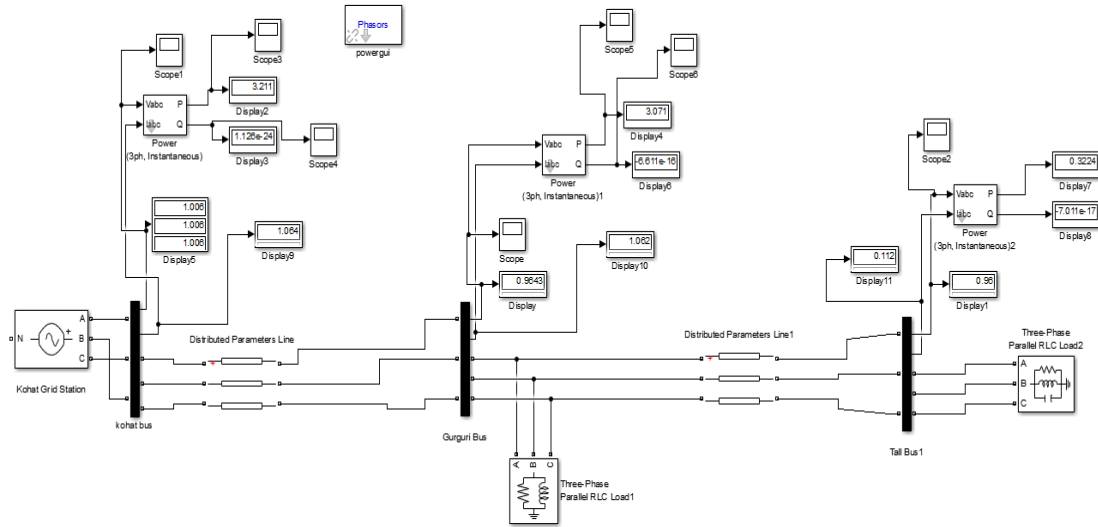 Phasors
powergui
Scope1
Scope3
3.211
Display2
Vabc
P
Iabc
Q
Power
(3ph, Instantaneous)
1.126e-24
Display3
Scope4
1.006
1.006
1.006
Display5
1.064
Display9
Scope5
Scope6
3.071
Display4
Vabc
P
Iabc
Q
Power
(3ph, Instantaneous)1
-6.611e-16
Display6
Scope
0.9643
Display
1.062
Display10
Scope2
Vabc
P
Iabc
Q
Power
(3ph, Instantaneous)2
0.3224
Display7
-7.011e-17
Display8
0.112
Display11
0.96
Display1
N
A
B
C
Kohat Grid Station
kohat bus
Distributed Parameters Line
Gurguri Bus
Distributed Parameters Line1
Tall Bus1
Three-Phase
Parallel RLC Load2
A
B
C
A
B
C
Three-Phase
Parallel RLC Load1